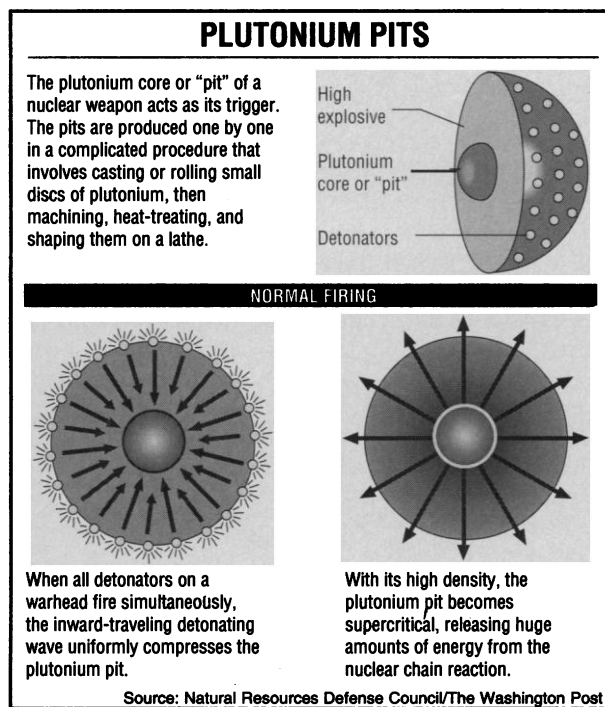 PLUTONIUM PITS
The plutonium core or “pit” of a
nuclear weapon acts as its trigger.
The pits are produced one by one
in a complicated procedure that
involves casting or rolling small
discs of plutonium, then
machining, heat-treating, and
shaping them on a lathe.
High
explosive
Plutonium
core or “pit”
Detonators
NORMAL FIRING
When all detonators on a
warhead fire simultaneously,
the inward-traveling detonating
wave uniformly compresses the
plutonium pit.
With its high density, the
plutonium pit becomes
supercritical, releasing huge
amounts of energy from the
nuclear chain reaction.
Source: Natural Resources Defense Council/The Washington Post